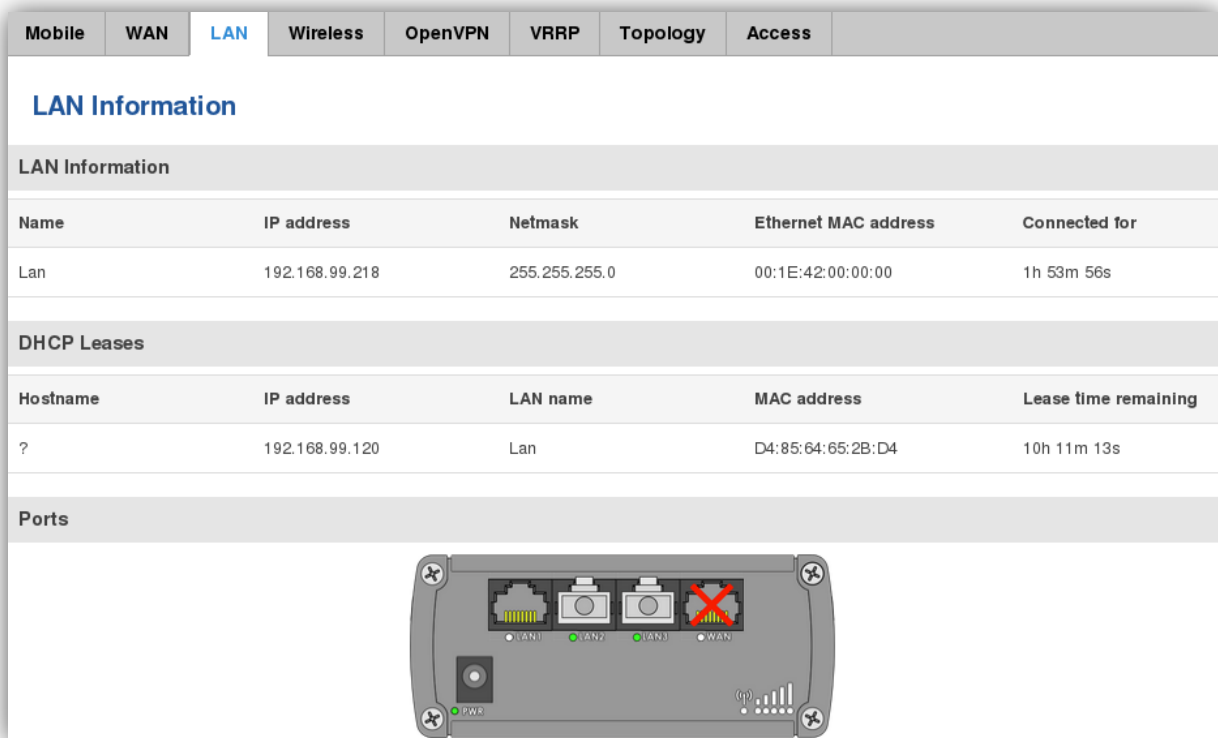 Mobile WAN LAN Wireless OpenVPN VRRP Topology Access
LAN Information
LAN Information
Name IP address Netmask Ethernet MAC address Connected for
Lan 192.168.99.218 255.255.255.0 00:1E:42:00:00:00 1h 53m 56s
DHCP Leases
Hostname IP address LAN name MAC address Lease time remaining
? 192.168.99.120 Lan D4:85:64:65:2B:D4 10h 11m 13s
Ports
LAN1 LAN2 LAN3 WAN
PWR